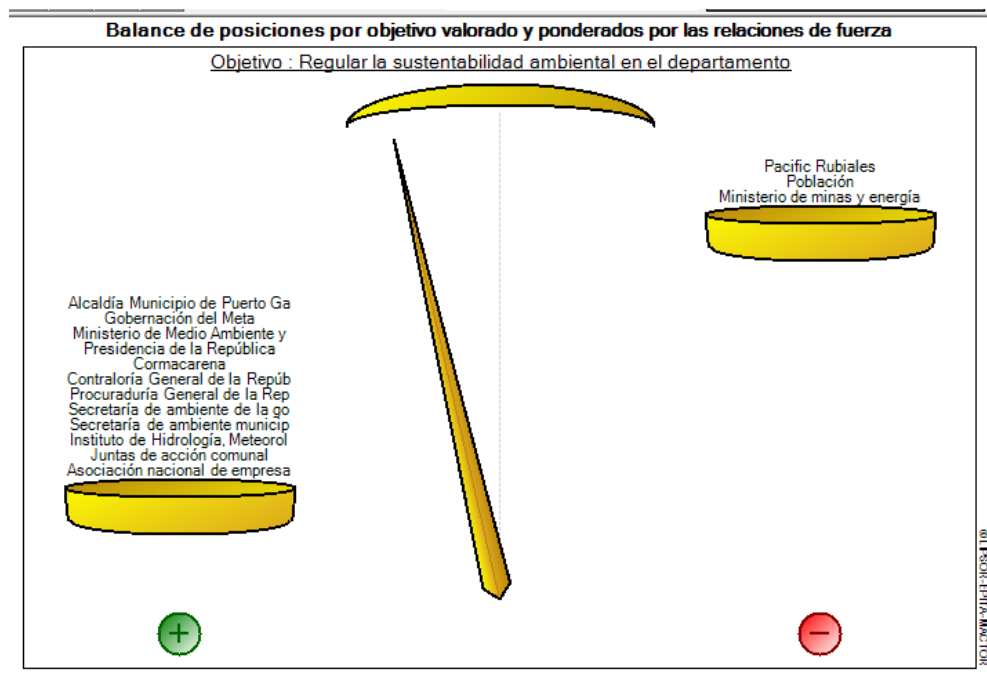 Balance de posiciones por objetivo valorado y ponderados por las relaciones de fuerza
Objetivo : Regular la sustentabilidad ambiental en el departamento
Pacific Rubiales
Población
Ministerio de minas y energía
Alcaldía Municipio de Puerto Ga
Gobernación del Meta
Ministerio de Medio Ambiente y
Presidencia de la República
Cormacarena
Contraloría General de la Repúb
Procuraduría General de la Rep
Secretaría de ambiente de la go
Secretaría de ambiente municip
Instituto de Hidrología, Meteorol
Juntas de acción comunal
Asociación nacional de empresa
+
−